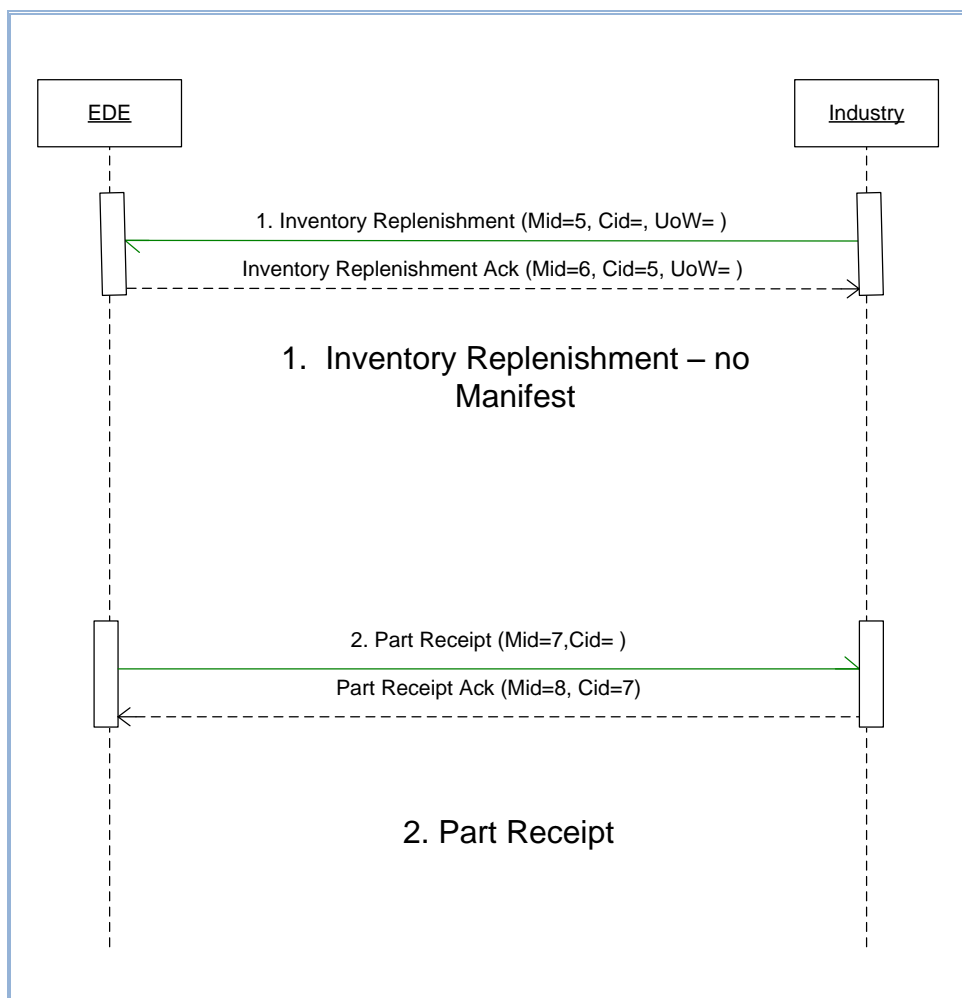 EDE
Industry
1. Inventory Replenishment (Mid=5, Cid=, UoW= )
Inventory Replenishment Ack (Mid=6, Cid=5, UoW= )
1. Inventory Replenishment – no
Manifest
2. Part Receipt (Mid=7,Cid= )
Part Receipt Ack (Mid=8, Cid=7)
2. Part Receipt